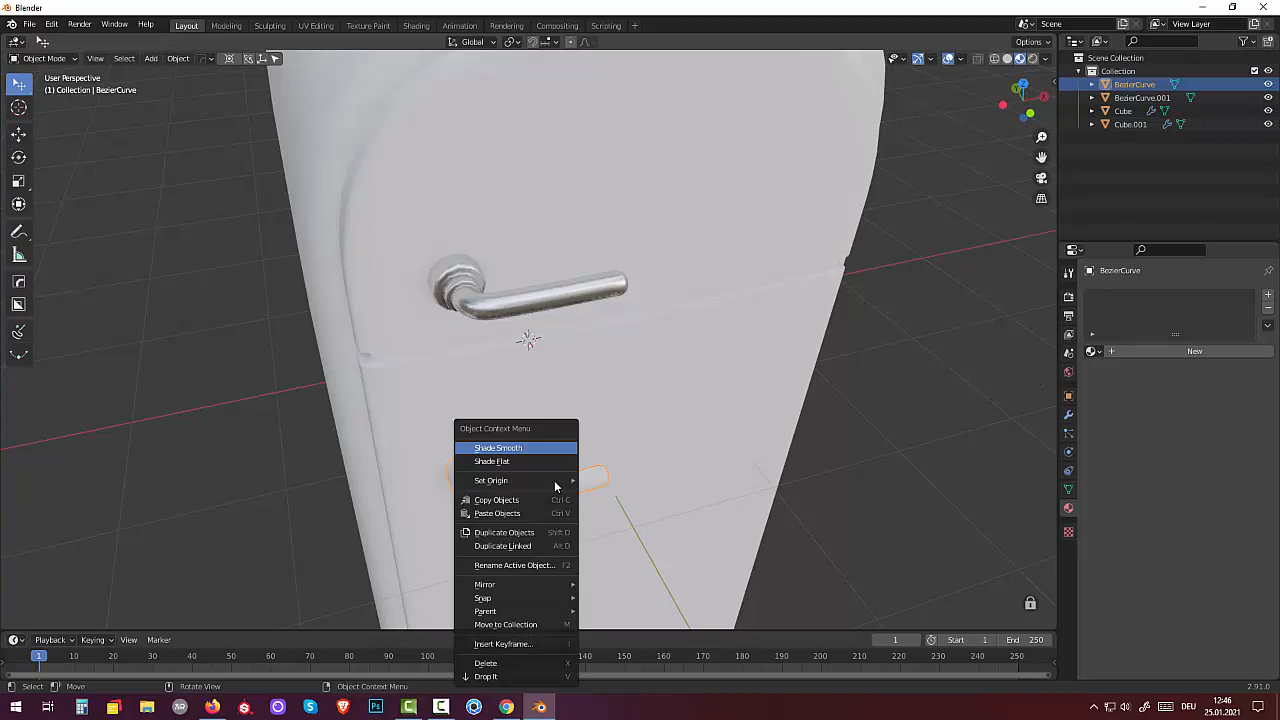 Blender
File Edit Render Window Help Layout Modeling Sculpting UV Editing Texture Paint Shading Animation Rendering Compositing Scripting + Scene View Layer
Global Options
Object Mode View Select Add Object
User Perspective
(1) Collection | BezierCurve
Scene Collection
Collection
BezierCurve
BezierCurve.001
Cube
Cube.001
BezierCurve
New
Object Context Menu
Shade Smooth
Shade Flat
Set Origin
Copy Objects Ctrl C
Paste Objects Ctrl V
Duplicate Objects Shift D
Duplicate Linked Alt D
Rename Active Object... F2
Mirror
Snap
Parent
Move to Collection M
Insert Keyframe... I
Delete X
Drop It V
Playback Keying View Marker 1 Start 1 End 250
1 10 20 30 40 50 60 70 80 90 100 140 150 160 170 180 190 200 210 220 230 240 250
Select Move Rotate View Object Context Menu 2.91.0
DEU 12:46
25.01.2021